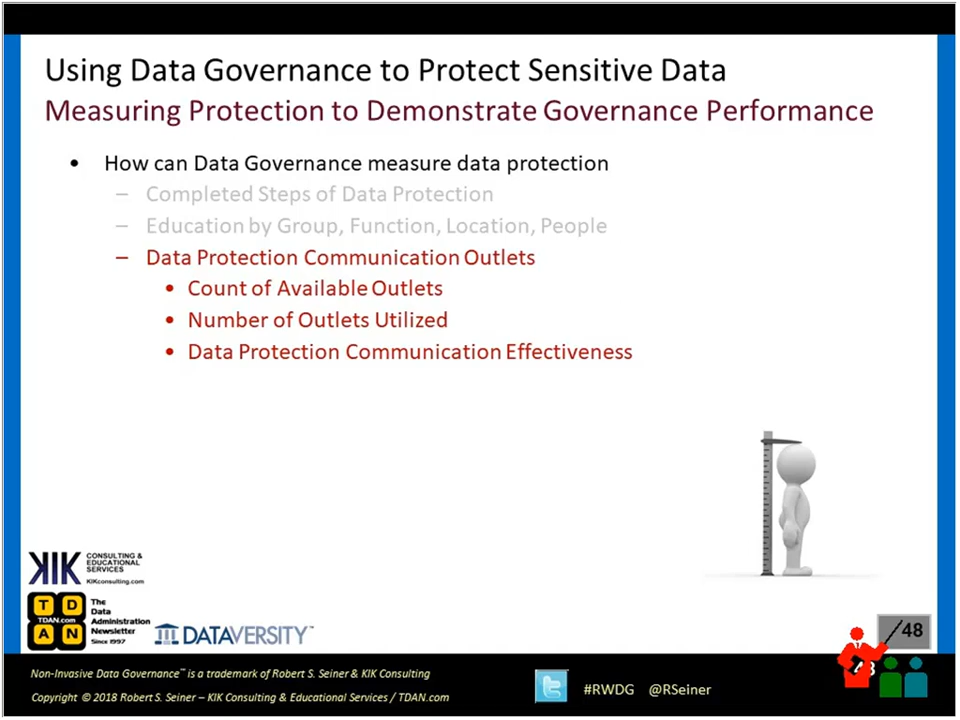 Using Data Governance to Protect Sensitive Data
Measuring Protection to Demonstrate Governance Performance
• How can Data Governance measure data protection
– Completed Steps of Data Protection
– Education by Group, Function, Location, People
– Data Protection Communication Outlets
• Count of Available Outlets
• Number of Outlets Utilized
• Data Protection Communication Effectiveness
KIK CONSULTING & EDUCATIONAL SERVICES
KIKconsulting.com
TDAN.com
The Data Administration Newsletter
Since 1997
DATAVERSITY™
/48
Non-Invasive Data Governance™ is a trademark of Robert S. Seiner & KIK Consulting
Copyright © 2018 Robert S. Seiner – KIK Consulting & Educational Services / TDAN.com
#RWDG @RSeiner